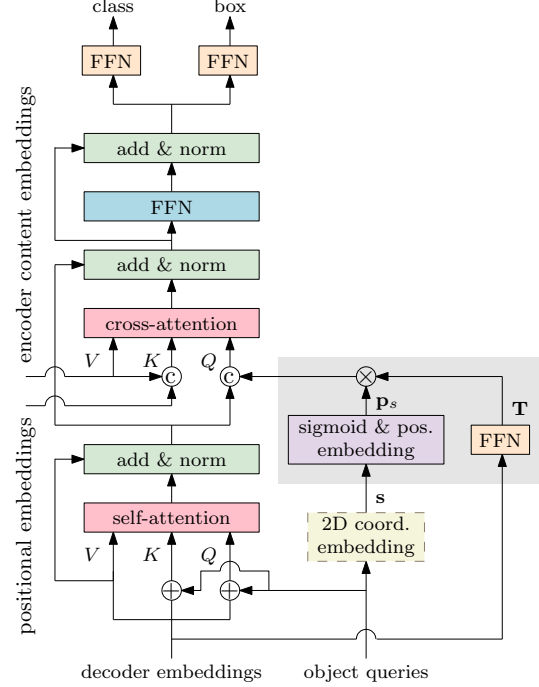 class
box
FFN
FFN
add & norm
FFN
add & norm
cross-attention
V
K
Q
c
c
encoder content embeddings
positional embeddings
p_s
T
sigmoid & pos.
embedding
FFN
add & norm
s
self-attention
2D coord.
embedding
V
K
Q
decoder embeddings
object queries